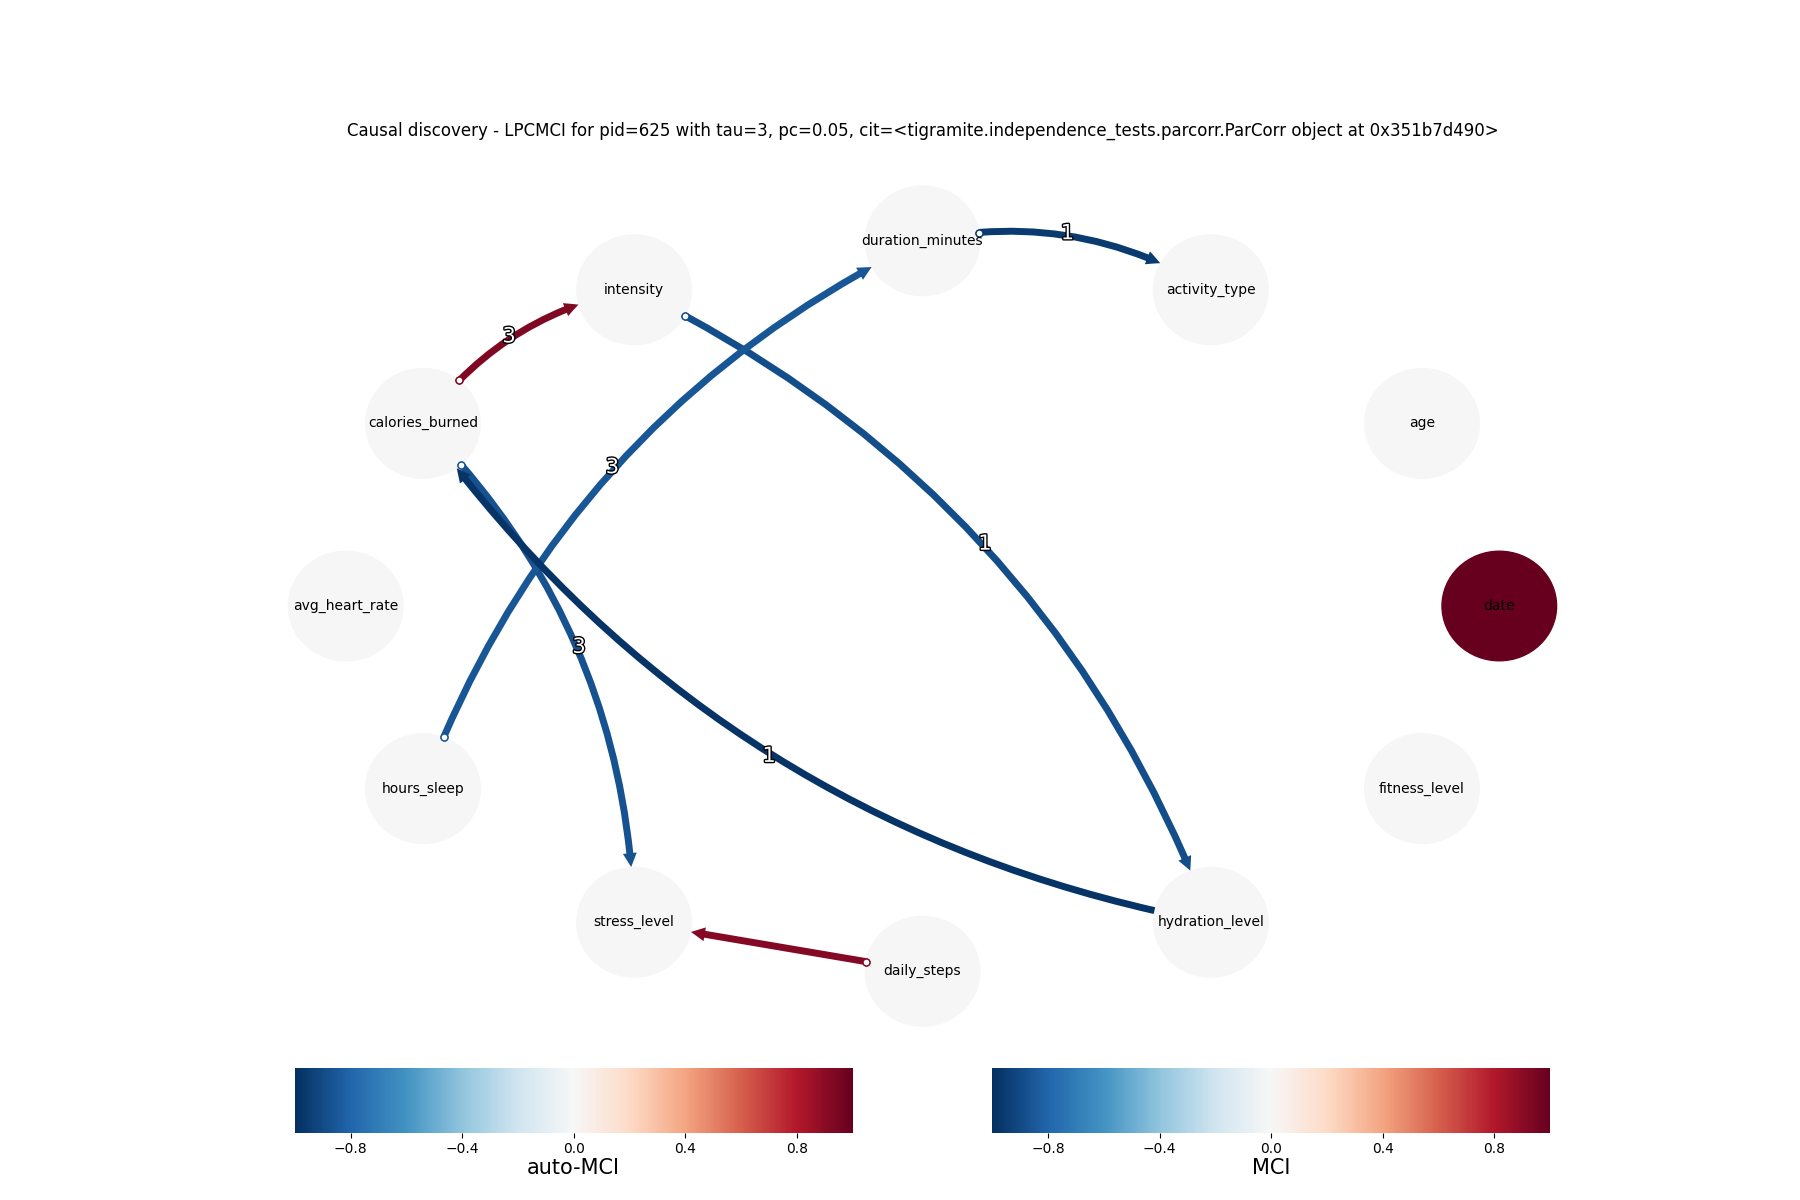 Causal discovery - LPCMCI for pid=625 with tau=3, pc=0.05, cit=<tigramite.independence_tests.parcorr.ParCorr object at 0x351b7d490>
duration_minutes
1
intensity
activity_type
3
calories_burned
age
3
1
avg_heart_rate
date
3
1
hours_sleep
fitness_level
stress_level
hydration_level
daily_steps
−0.8 −0.4 0.0 0.4 0.8
auto-MCI
−0.8 −0.4 0.0 0.4 0.8
MCI